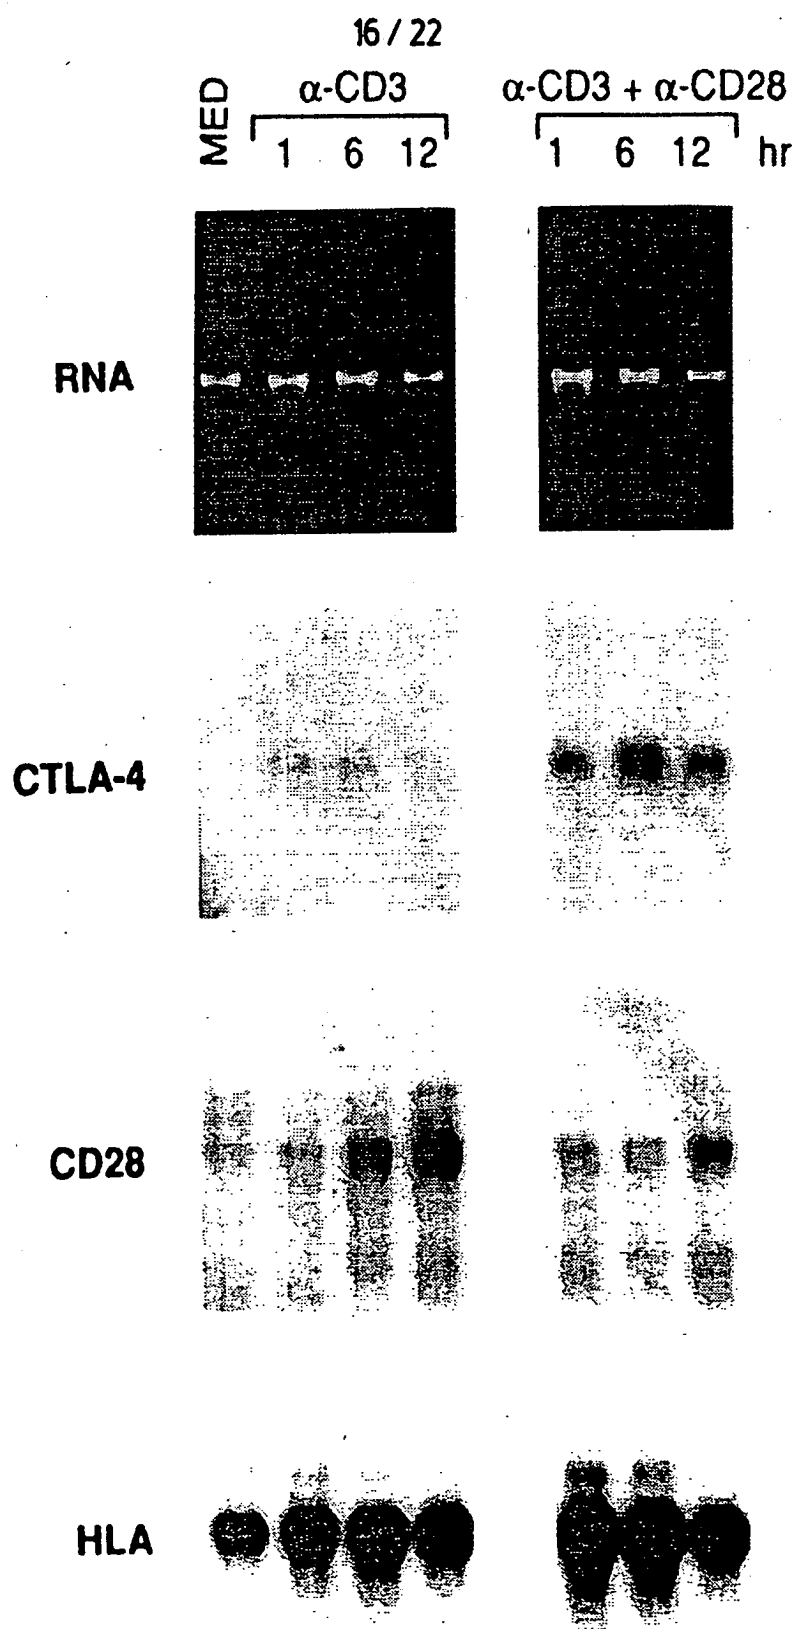 16/22
MED
α-CD3
α-CD3 + α-CD28
1 6 12
1 6 12 hr
RNA
CTLA-4
CD28
HLA